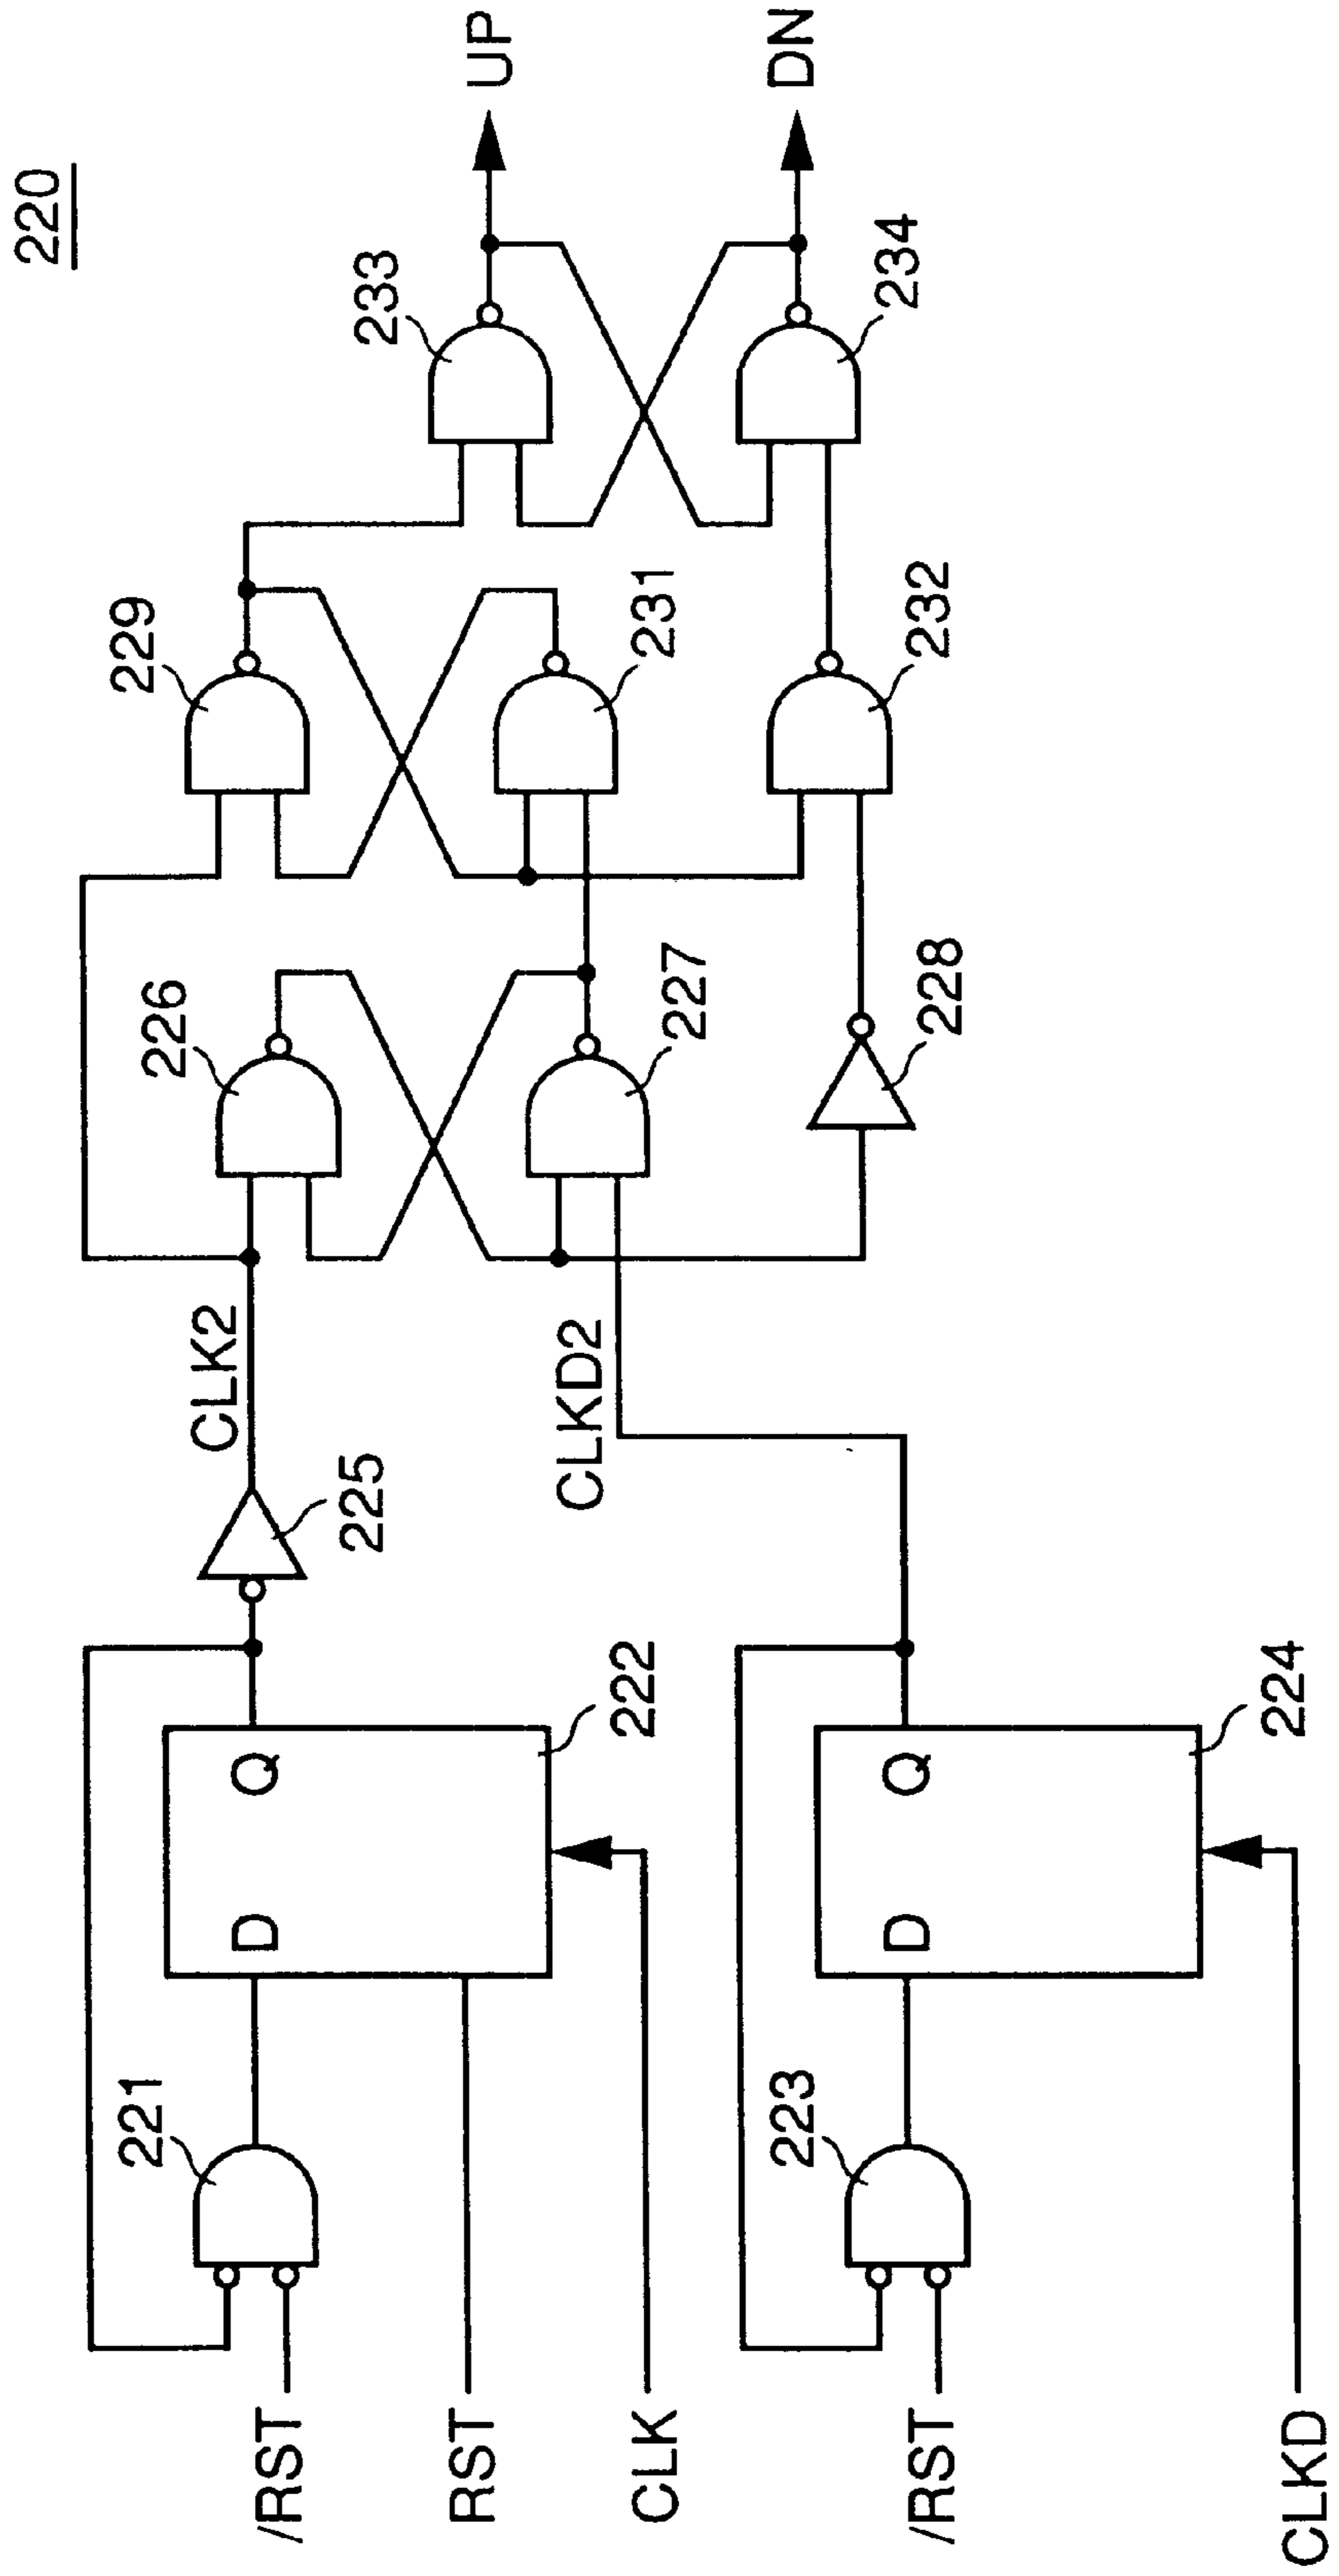 220
UP
DN
233
234
229
231
232
226
227
228
CLK2
CLKD2
225
222
D
Q
221
/RST
RST
CLK
224
D
Q
223
/RST
CLKD